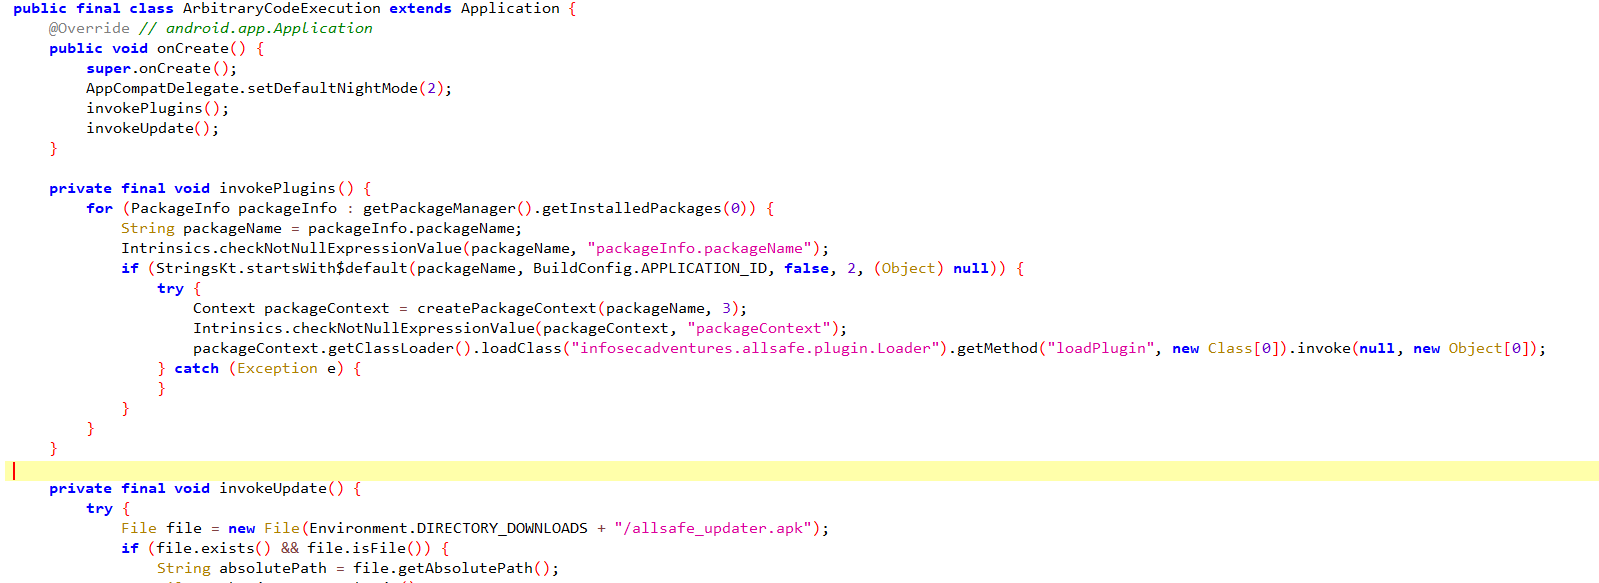 public final class ArbitraryCodeExecution extends Application {
    @Override // android.app.Application
    public void onCreate() {
        super.onCreate();
        AppCompatDelegate.setDefaultNightMode(2);
        invokePlugins();
        invokeUpdate();
    }

    private final void invokePlugins() {
        for (PackageInfo packageInfo : getPackageManager().getInstalledPackages(0)) {
            String packageName = packageInfo.packageName;
            Intrinsics.checkNotNullExpressionValue(packageName, "packageInfo.packageName");
            if (StringsKt.startsWith$default(packageName, BuildConfig.APPLICATION_ID, false, 2, (Object) null)) {
                try {
                    Context packageContext = createPackageContext(packageName, 3);
                    Intrinsics.checkNotNullExpressionValue(packageContext, "packageContext");
                    packageContext.getClassLoader().loadClass("infosecadventures.allsafe.plugin.Loader").getMethod("loadPlugin", new Class[0]).invoke(null, new Object[0]);
                } catch (Exception e) {
                }
            }
        }
    }

    private final void invokeUpdate() {
        try {
            File file = new File(Environment.DIRECTORY_DOWNLOADS + "/allsafe_updater.apk");
            if (file.exists() && file.isFile()) {
                String absolutePath = file.getAbsolutePath();